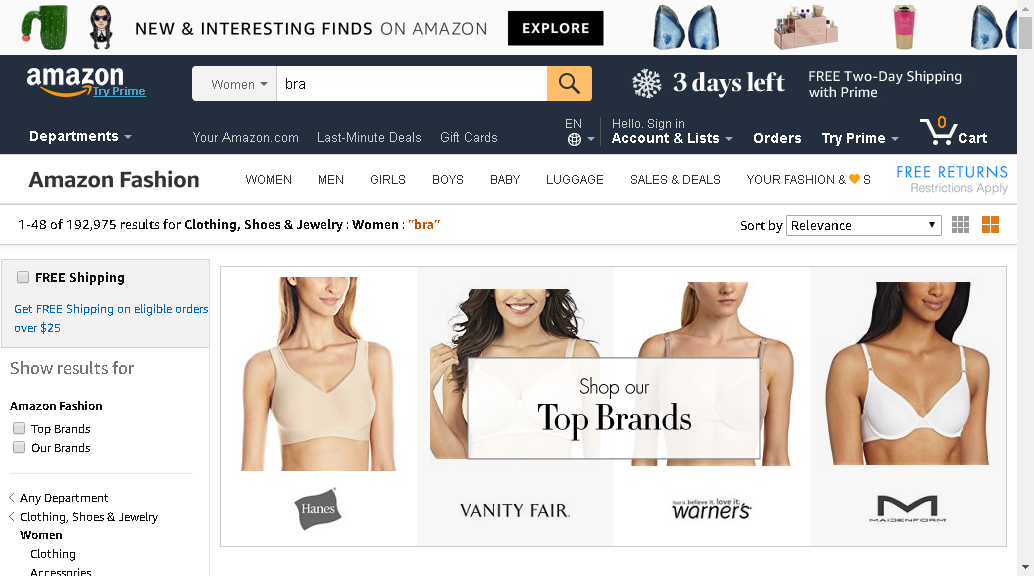 NEW & INTERESTING FINDS ON AMAZON EXPLORE
amazon
Try Prime
Women
bra
3 days left
FREE Two-Day Shipping
with Prime
Departments
Your Amazon.com
Last-Minute Deals
Gift Cards
EN
Hello. Sign in
Account & Lists
Orders
Try Prime
0
Cart
Amazon Fashion
WOMEN
MEN
GIRLS
BOYS
BABY
LUGGAGE
SALES & DEALS
YOUR FASHION & S
FREE RETURNS
Restrictions Apply
1-48 of 192,975 results for Clothing, Shoes & Jewelry : Women : "bra"
Sort by Relevance
FREE Shipping
Get FREE Shipping on eligible orders
over $25
Show results for
Amazon Fashion
Top Brands
Our Brands
Any Department
Clothing, Shoes & Jewelry
Women
Clothing
Accessories
Shop our
Top Brands
Hanes
VANITY FAIR.
feel it. believe it. love it.
warner's
MAIDENFORM